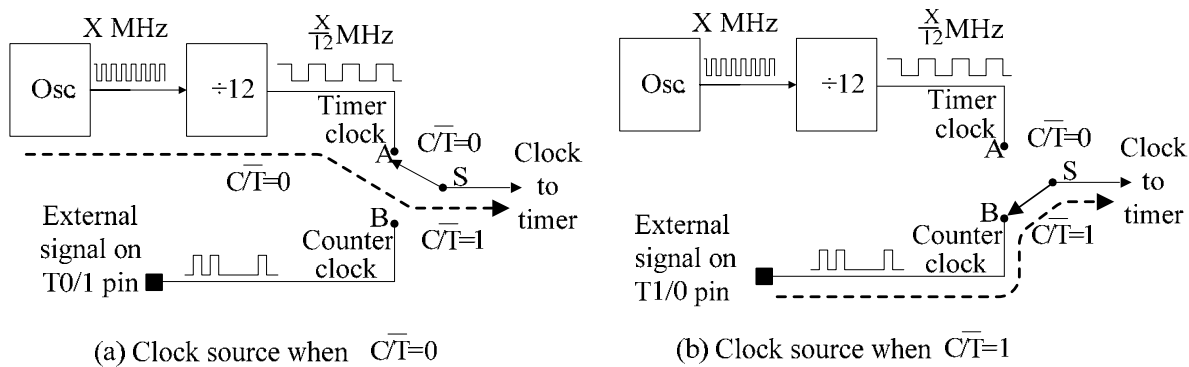 X MHz
X/12 MHz
Osc.
÷12
Timer
clock
A
C/T̅=0
S
Clock
to
timer
C/T̅=0
External
signal on
T0/1 pin
B
C/T̅=1
Counter
clock
(a) Clock source when C/T̅=0
X MHz
X/12 MHz
Osc.
÷12
Timer
clock
A
C/T̅=0
S
Clock
to
timer
External
signal on
T1/0 pin
B
C/T̅=1
Counter
clock
(b) Clock source when C/T̅=1